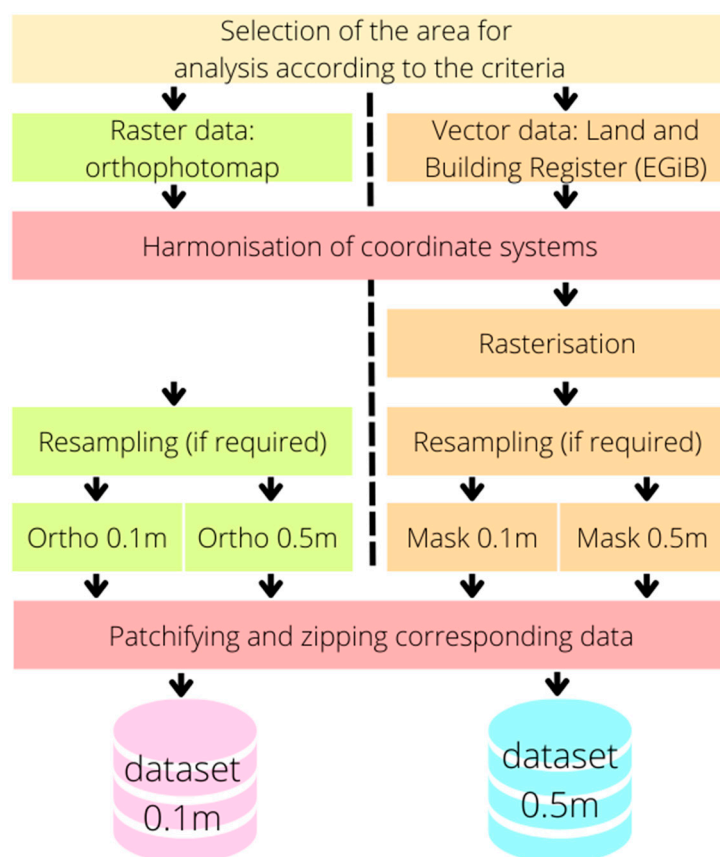 Selection of the area for
analysis according to the criteria
Raster data:
orthophotomap
Vector data: Land and
Building Register (EGiB)
Harmonisation of coordinate systems
Rasterisation
Resampling (if required)
Resampling (if required)
Ortho 0.1m
Ortho 0.5m
Mask 0.1m
Mask 0.5m
Patchifying and zipping corresponding data
dataset
0.1m
dataset
0.5m